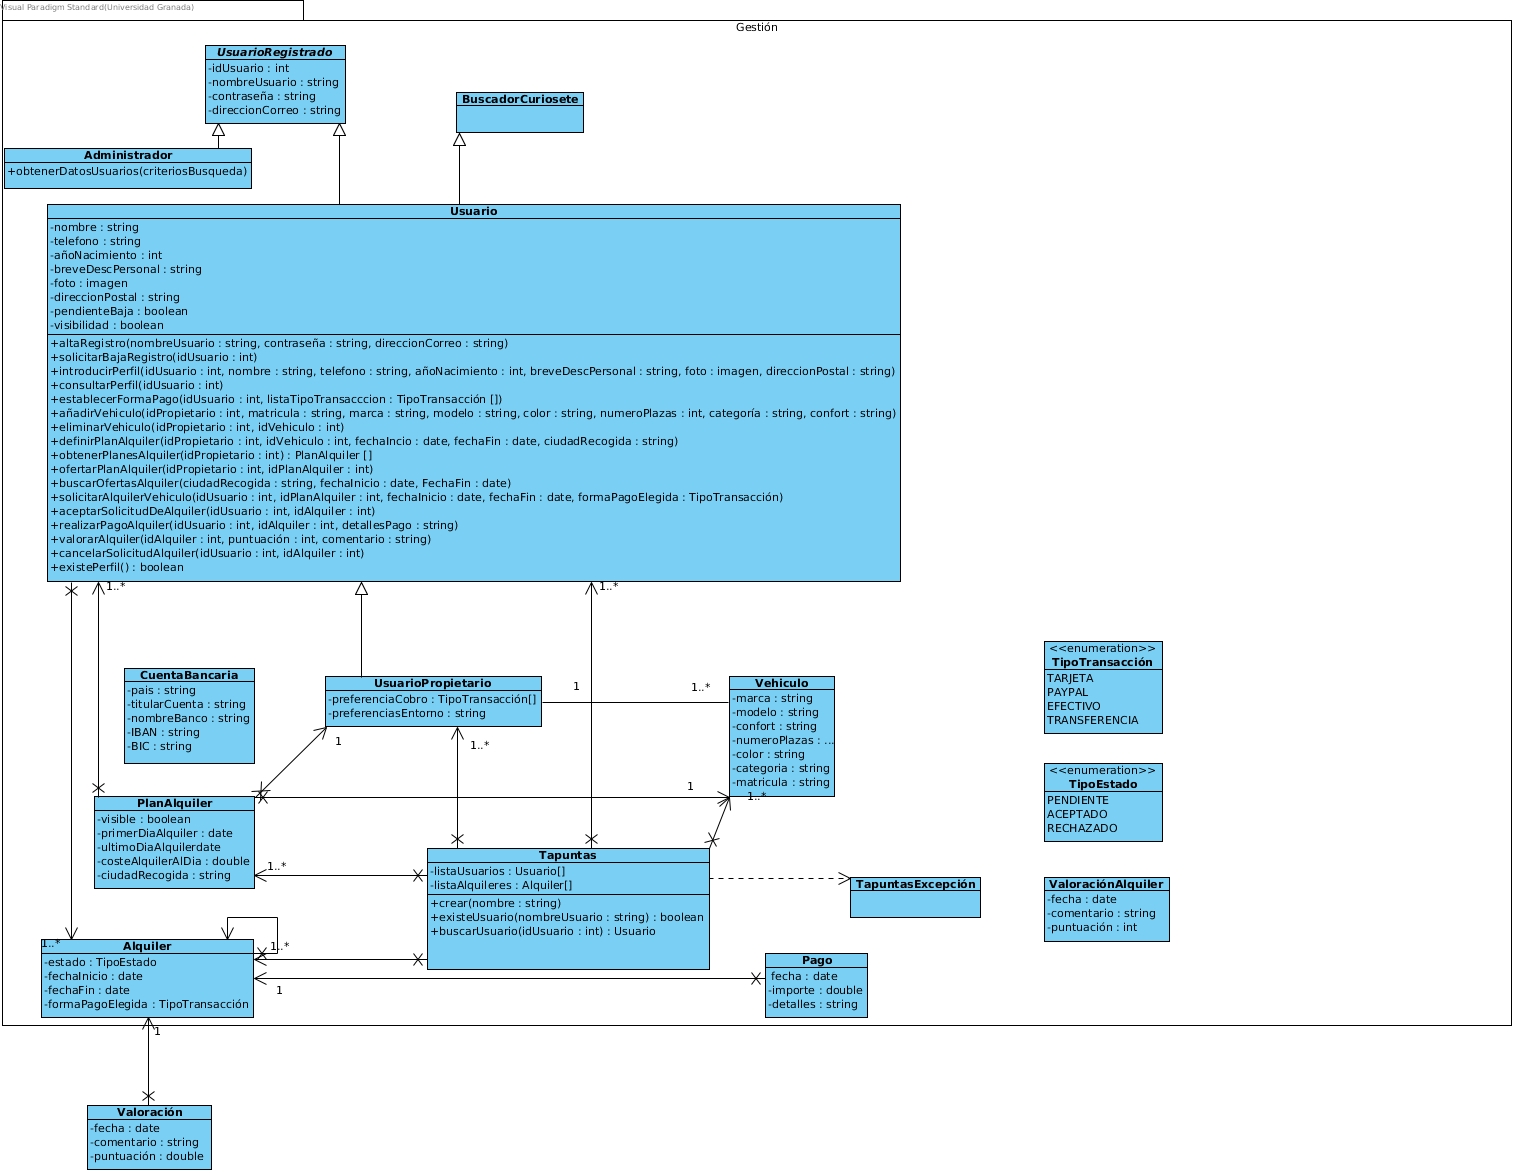 Visual Paradigm Standard(Universidad Granada)
Gestión
UsuarioRegistrado
-idUsuario : int
-nombreUsuario : string
-contraseña : string
-direccionCorreo : string
BuscadorCuriosete
Administrador
+obtenerDatosUsuarios(criteriosBusqueda)
Usuario
-nombre : string
-telefono : string
-añoNacimiento : int
-breveDescPersonal : string
-foto : imagen
-direccionPostal : string
-pendienteBaja : boolean
-visibilidad : boolean
+altaRegistro(nombreUsuario : string, contraseña : string, direccionCorreo : string)
+solicitarBajaRegistro(idUsuario : int)
+introducirPerfil(idUsuario : int, nombre : string, telefono : string, añoNacimiento : int, breveDescPersonal : string, foto : imagen, direccionPostal : string)
+consultarPerfil(idUsuario : int)
+establecerFormaPago(idUsuario : int, listaTipoTransacccion : TipoTransacción [])
+añadirVehiculo(idPropietario : int, matricula : string, marca : string, modelo : string, color : string, numeroPlazas : int, categoría : string, confort : string)
+eliminarVehiculo(idPropietario : int, idVehiculo : int)
+definirPlanAlquiler(idPropietario : int, idVehiculo : int, fechaIncio : date, fechaFin : date, ciudadRecogida : string)
+obtenerPlanesAlquiler(idPropietario : int) : PlanAlquiler []
+ofertarPlanAlquiler(idPropietario : int, idPlanAlquiler : int)
+buscarOfertasAlquiler(ciudadRecogida : string, fechaInicio : date, FechaFin : date)
+solicitarAlquilerVehiculo(idUsuario : int, idPlanAlquiler : int, fechaInicio : date, fechaFin : date, formaPagoElegida : TipoTransacción)
+aceptarSolicitudDeAlquiler(idUsuario : int, idAlquiler : int)
+realizarPagoAlquiler(idUsuario : int, idAlquiler : int, detallesPago : string)
+valorarAlquiler(idAlquiler : int, puntuación : int, comentario : string)
+cancelarSolicitudAlquiler(idUsuario : int, idAlquiler : int)
+existePerfil() : boolean
1..*
1..*
CuentaBancaria
-pais : string
-titularCuenta : string
-nombreBanco : string
-IBAN : string
-BIC : string
UsuarioPropietario
-preferenciaCobro : TipoTransacción[]
-preferenciasEntorno : string
1
1..*
Vehiculo
-marca : string
-modelo : string
-confort : string
-numeroPlazas : ...
-color : string
-categoria : string
-matricula : string
<<enumeration>>
TipoTransacción
TARJETA
PAYPAL
EFECTIVO
TRANSFERENCIA
1
1..*
1
1..*
<<enumeration>>
TipoEstado
PENDIENTE
ACEPTADO
RECHAZADO
PlanAlquiler
-visible : boolean
-primerDiaAlquiler : date
-ultimoDiaAlquilerdate
-costeAlquilerAlDia : double
-ciudadRecogida : string
1..*
Tapuntas
-listaUsuarios : Usuario[]
-listaAlquileres : Alquiler[]
+crear(nombre : string)
+existeUsuario(nombreUsuario : string) : boolean
+buscarUsuario(idUsuario : int) : Usuario
TapuntasExcepción
ValoraciónAlquiler
-fecha : date
-comentario : string
-puntuación : int
1..*
1..*
Alquiler
-estado : TipoEstado
-fechaInicio : date
-fechaFin : date
-formaPagoElegida : TipoTransacción
1
Pago
fecha : date
-importe : double
-detalles : string
1
Valoración
-fecha : date
-comentario : string
-puntuación : double